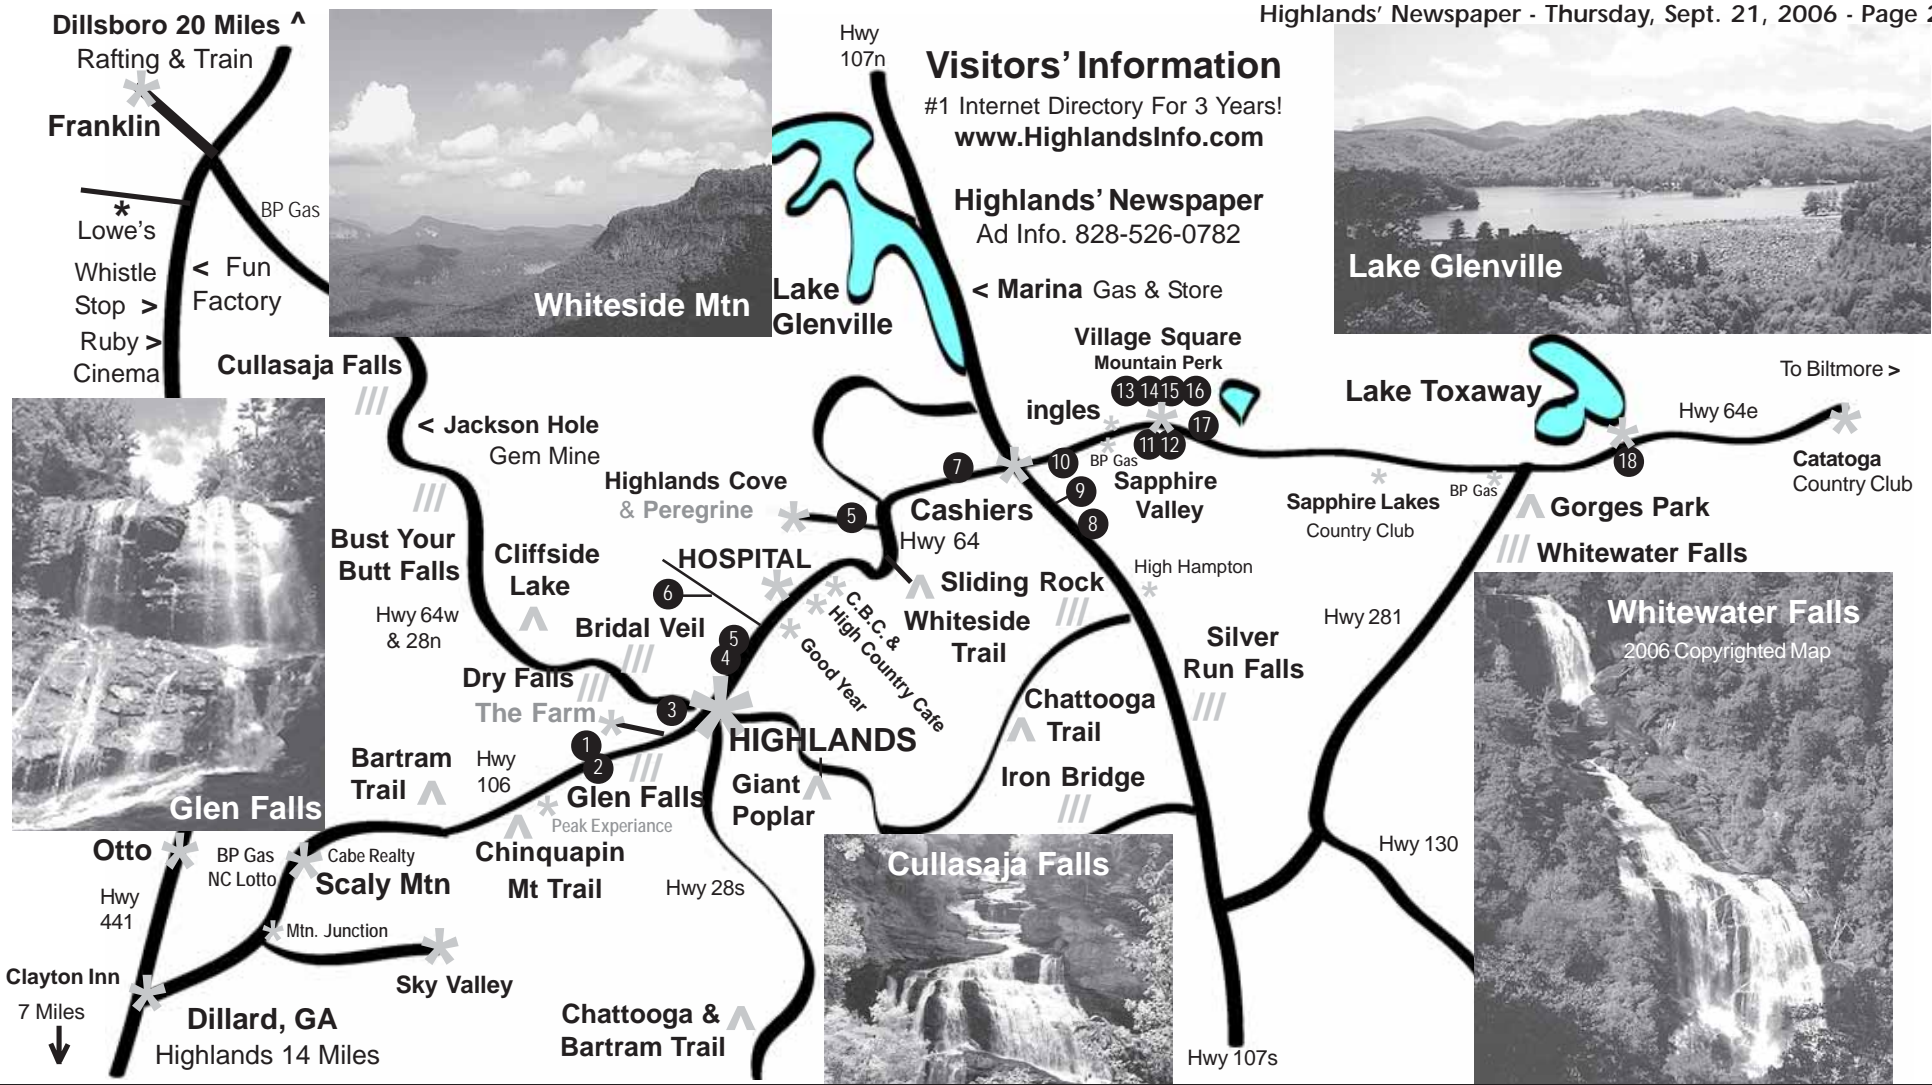 Highlands' Newspaper - Thursday, Sept. 21, 2006 - Page 2
Dillsboro 20 Miles ^
Rafting & Train
Franklin
BP Gas
*
Lowe's
Whistle
Stop >
< Fun
Factory
Ruby >
Cinema
Whiteside Mtn
Hwy
107n
Visitors' Information
#1 Internet Directory For 3 Years!
www.HighlandsInfo.com
Highlands' Newspaper
Ad Info. 828-526-0782
Lake
Glenville
< Marina Gas & Store
Lake Glenville
Village Square
Mountain Perk
13 14 15 16
ingles
17
11 12
BP Gas
10
Sapphire
Valley
9
8
7
Lake Toxaway
To Biltmore >
Hwy 64e
18
Catatoga
Country Club
Sapphire Lakes
Country Club
BP Gas
Gorges Park
Whitewater Falls
Cullasaja Falls
< Jackson Hole
Gem Mine
Highlands Cove
& Peregrine
5
Cashiers
Hwy 64
Bust Your
Butt Falls
Cliffside
Lake
HOSPITAL
6
Sliding Rock
High Hampton
Whiteside
Trail
C.B.C. &
High Country Cafe
Good Year
Hwy 64w
& 28n
Bridal Veil
5
4
Dry Falls
The Farm
3
Silver
Run Falls
Hwy 281
Whitewater Falls
2006 Copyrighted Map
Chattooga
Trail
HIGHLANDS
1
2
Bartram
Trail
Hwy
106
Glen Falls
Giant
Poplar
Iron Bridge
Glen Falls
Peak Experiance
Otto
BP Gas
NC Lotto
Cabe Realty
Scaly Mtn
Chinquapin
Mt Trail
Hwy 28s
Cullasaja Falls
Hwy 130
Hwy
441
Mtn. Junction
Sky Valley
Clayton Inn
7 Miles
Dillard, GA
Highlands 14 Miles
Chattooga &
Bartram Trail
Hwy 107s